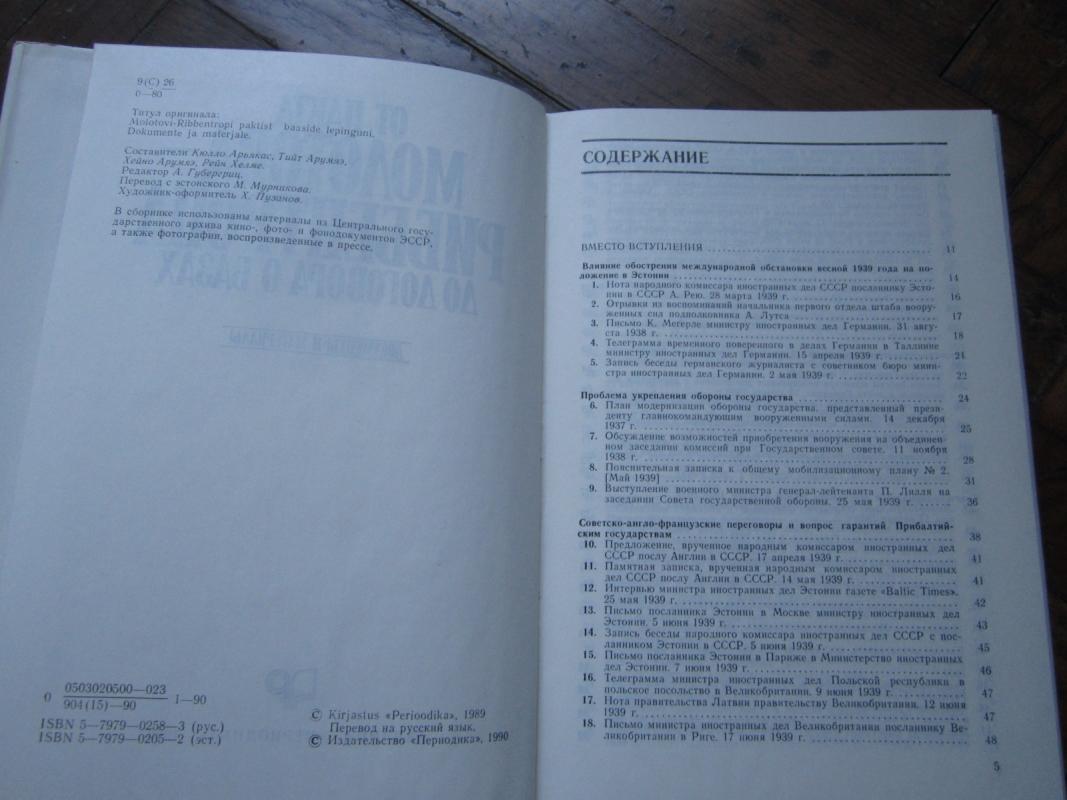 9(С) 26
0—80
Титул оригинала:
Molotovi-Ribbentropi paktist baaside lepinguni.
Dokumente ja materjale.
Составители Кюлло Арьякас, Тийт Арумяэ,
Хейно Арумяэ, Рейн Хелме.
Редактор А. Губергриц.
Перевод с эстонского М. Мурникова.
Художник-оформитель Х. Пузанов.
В сборнике использованы материалы из Центрального госу-
дарственного архива кино-, фото- и фонодокументов ЭССР,
а также фотографии, воспроизведенные в прессе.
0 0503020500—023 1—90
904(15)—90
ISBN 5—7979—0258—3 (рус.)
ISBN 5—7979—0205—2 (эст.)
© Kirjastus «Perioodika», 1989
Перевод на русский язык.
© Издательство «Периодика», 1990
СОДЕРЖАНИЕ
ВМЕСТО ВСТУПЛЕНИЯ 11
Влияние обострения международной обстановки весной 1939 года на по-
ложение в Эстонии 14
1. Нота народного комиссара иностранных дел СССР посланнику Эсто-
нии в СССР А. Рею. 28 марта 1939 г. 16
2. Отрывки из воспоминаний начальника первого отдела штаба воору-
женных сил подполковника А. Лутса 17
3. Письмо К. Мегерле министру иностранных дел Германии. 31 авгу-
ста 1938 г. 18
4. Телеграмма временного поверенного в делах Германии в Таллинне
министру иностранных дел Германии. 15 апреля 1939 г. 21
5. Запись беседы германского журналиста с советником бюро мини-
стра иностранных дел Германии. 2 мая 1939 г. 22
Проблема укрепления обороны государства 24
6. План модернизации обороны государства, представленный прези-
денту главнокомандующим вооруженными силами. 14 декабря
1937 г. 25
7. Обсуждение возможностей приобретения вооружения на объединен-
ном заседании комиссий при Государственном совете. 11 ноября
1938 г. 28
8. Пояснительная записка к общему мобилизационному плану № 2.
[Май 1939] 31
9. Выступление военного министра генерал-лейтенанта П. Лилля на
заседании Совета государственной обороны. 25 мая 1939 г. 36
Советско-англо-французские переговоры и вопрос гарантий Прибалтий-
ским государствам 38
10. Предложение, врученное народным комиссаром иностранных дел
СССР послу Англии в СССР. 17 апреля 1939 г. 41
11. Памятная записка, врученная народным комиссаром иностранных
дел СССР послу Англии в СССР. 14 мая 1939 г. 41
12. Интервью министра иностранных дел Эстонии газете «Baltic Times».
25 мая 1939 г. 42
13. Письмо посланника Эстонии в Москве министру иностранных дел
Эстонии. 5 июня 1939 г. 43
14. Запись беседы народного комиссара иностранных дел СССР с пос-
ланником Эстонии в СССР. 5 июня 1939 г. 45
15. Письмо посланника Эстонии в Париже в Министерство иностранных
дел Эстонии. 7 июня 1939 г. 46
16. Телеграмма министра иностранных дел Польской республики в
польское посольство в Великобритании. 9 июня 1939 г. 47
17. Нота правительства Латвии правительству Великобритании. 12 июня
1939 г. 47
18. Письмо министра иностранных дел Великобритании посланнику Ве-
ликобритании в Риге. 17 июня 1939 г. 48
5